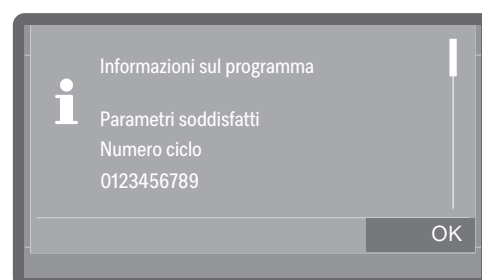 Informazioni sul programma
Parametri soddisfatti
Numero ciclo
0123456789
OK